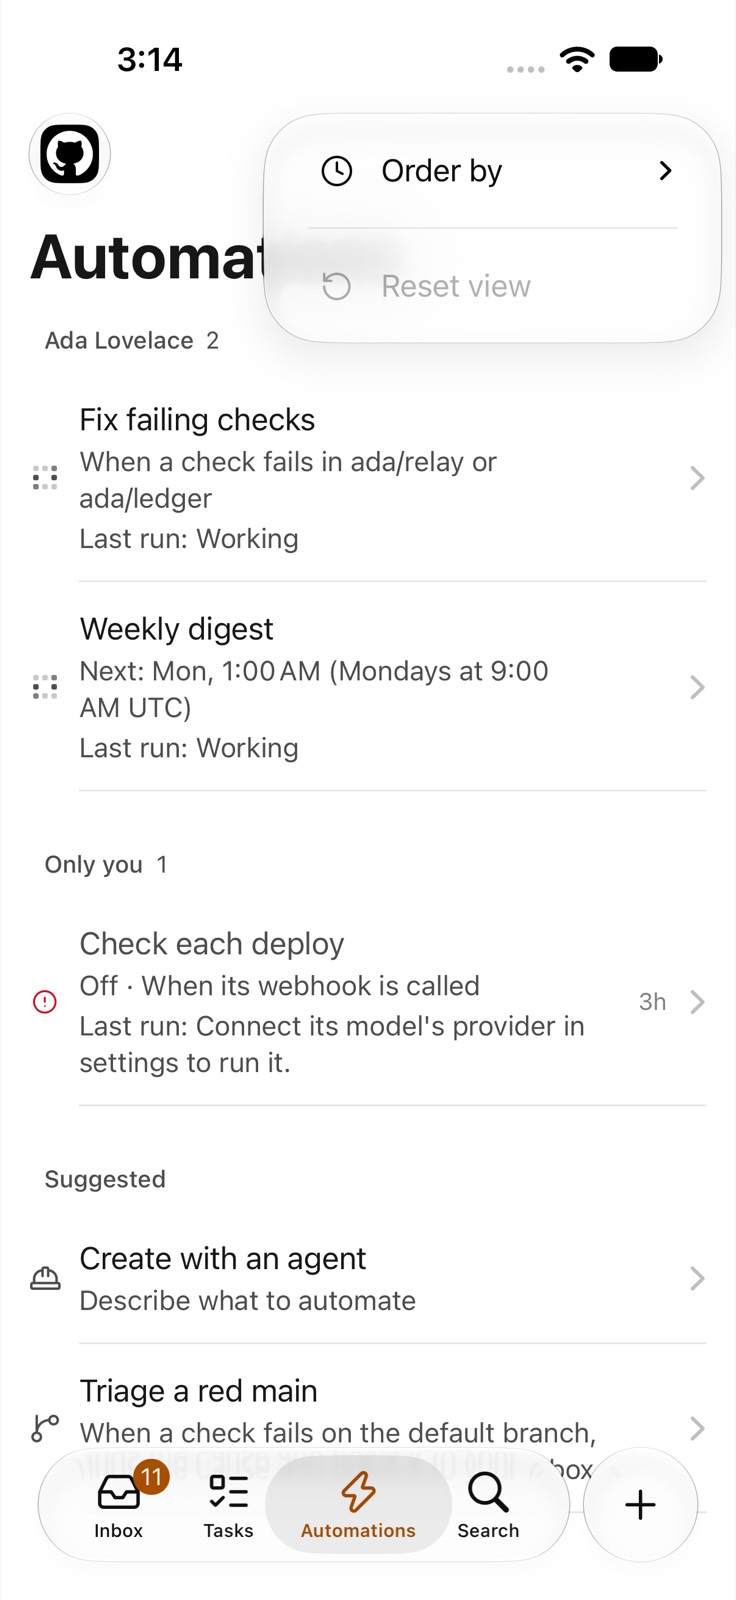 3:14
Order by
Reset view
Ada Lovelace 2
Fix failing checks
When a check fails in ada/relay or
ada/ledger
Last run: Working
Weekly digest
Next: Mon, 1:00 AM (Mondays at 9:00
AM UTC)
Last run: Working
Only you 1
Check each deploy
Off · When its webhook is called
3h
Last run: Connect its model's provider in
settings to run it.
Suggested
Create with an agent
Describe what to automate
Triage a red main
When a check fails on the default branch,
11
Inbox
Tasks
Automations
Search